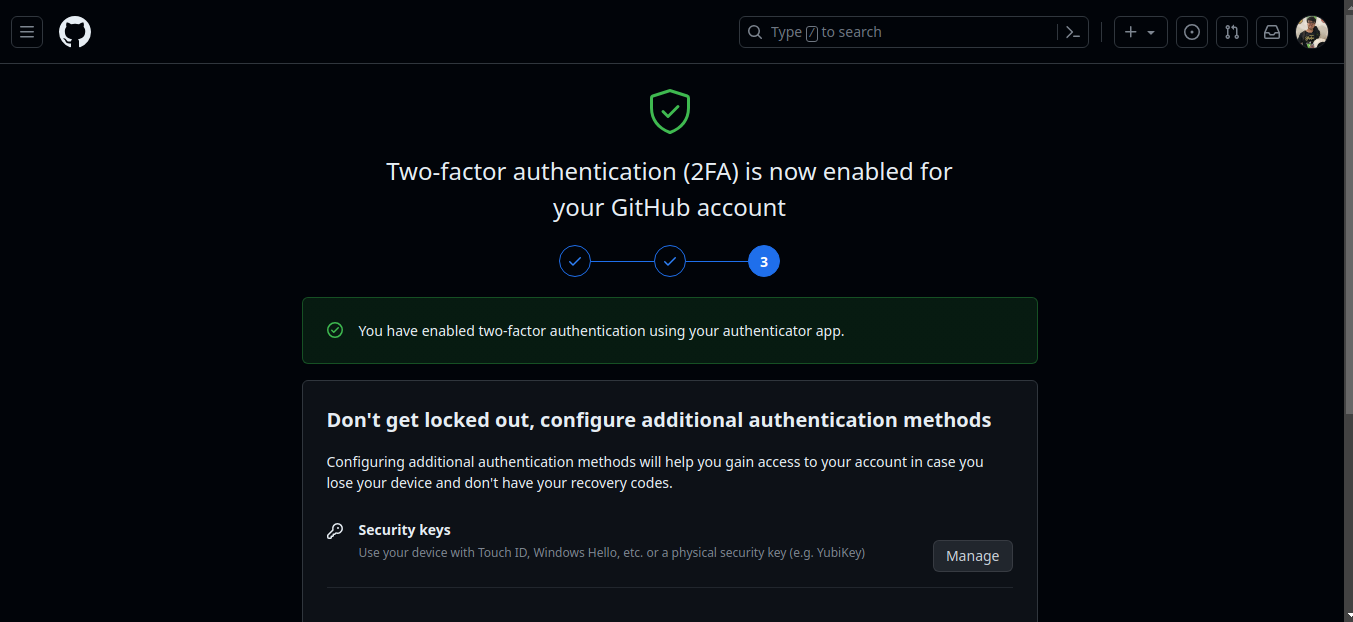 Type / to search
Two-factor authentication (2FA) is now enabled for
your GitHub account
3
You have enabled two-factor authentication using your authenticator app.
Don't get locked out, configure additional authentication methods
Configuring additional authentication methods will help you gain access to your account in case you
lose your device and don't have your recovery codes.
Security keys
Use your device with Touch ID, Windows Hello, etc. or a physical security key (e.g. YubiKey)
Manage